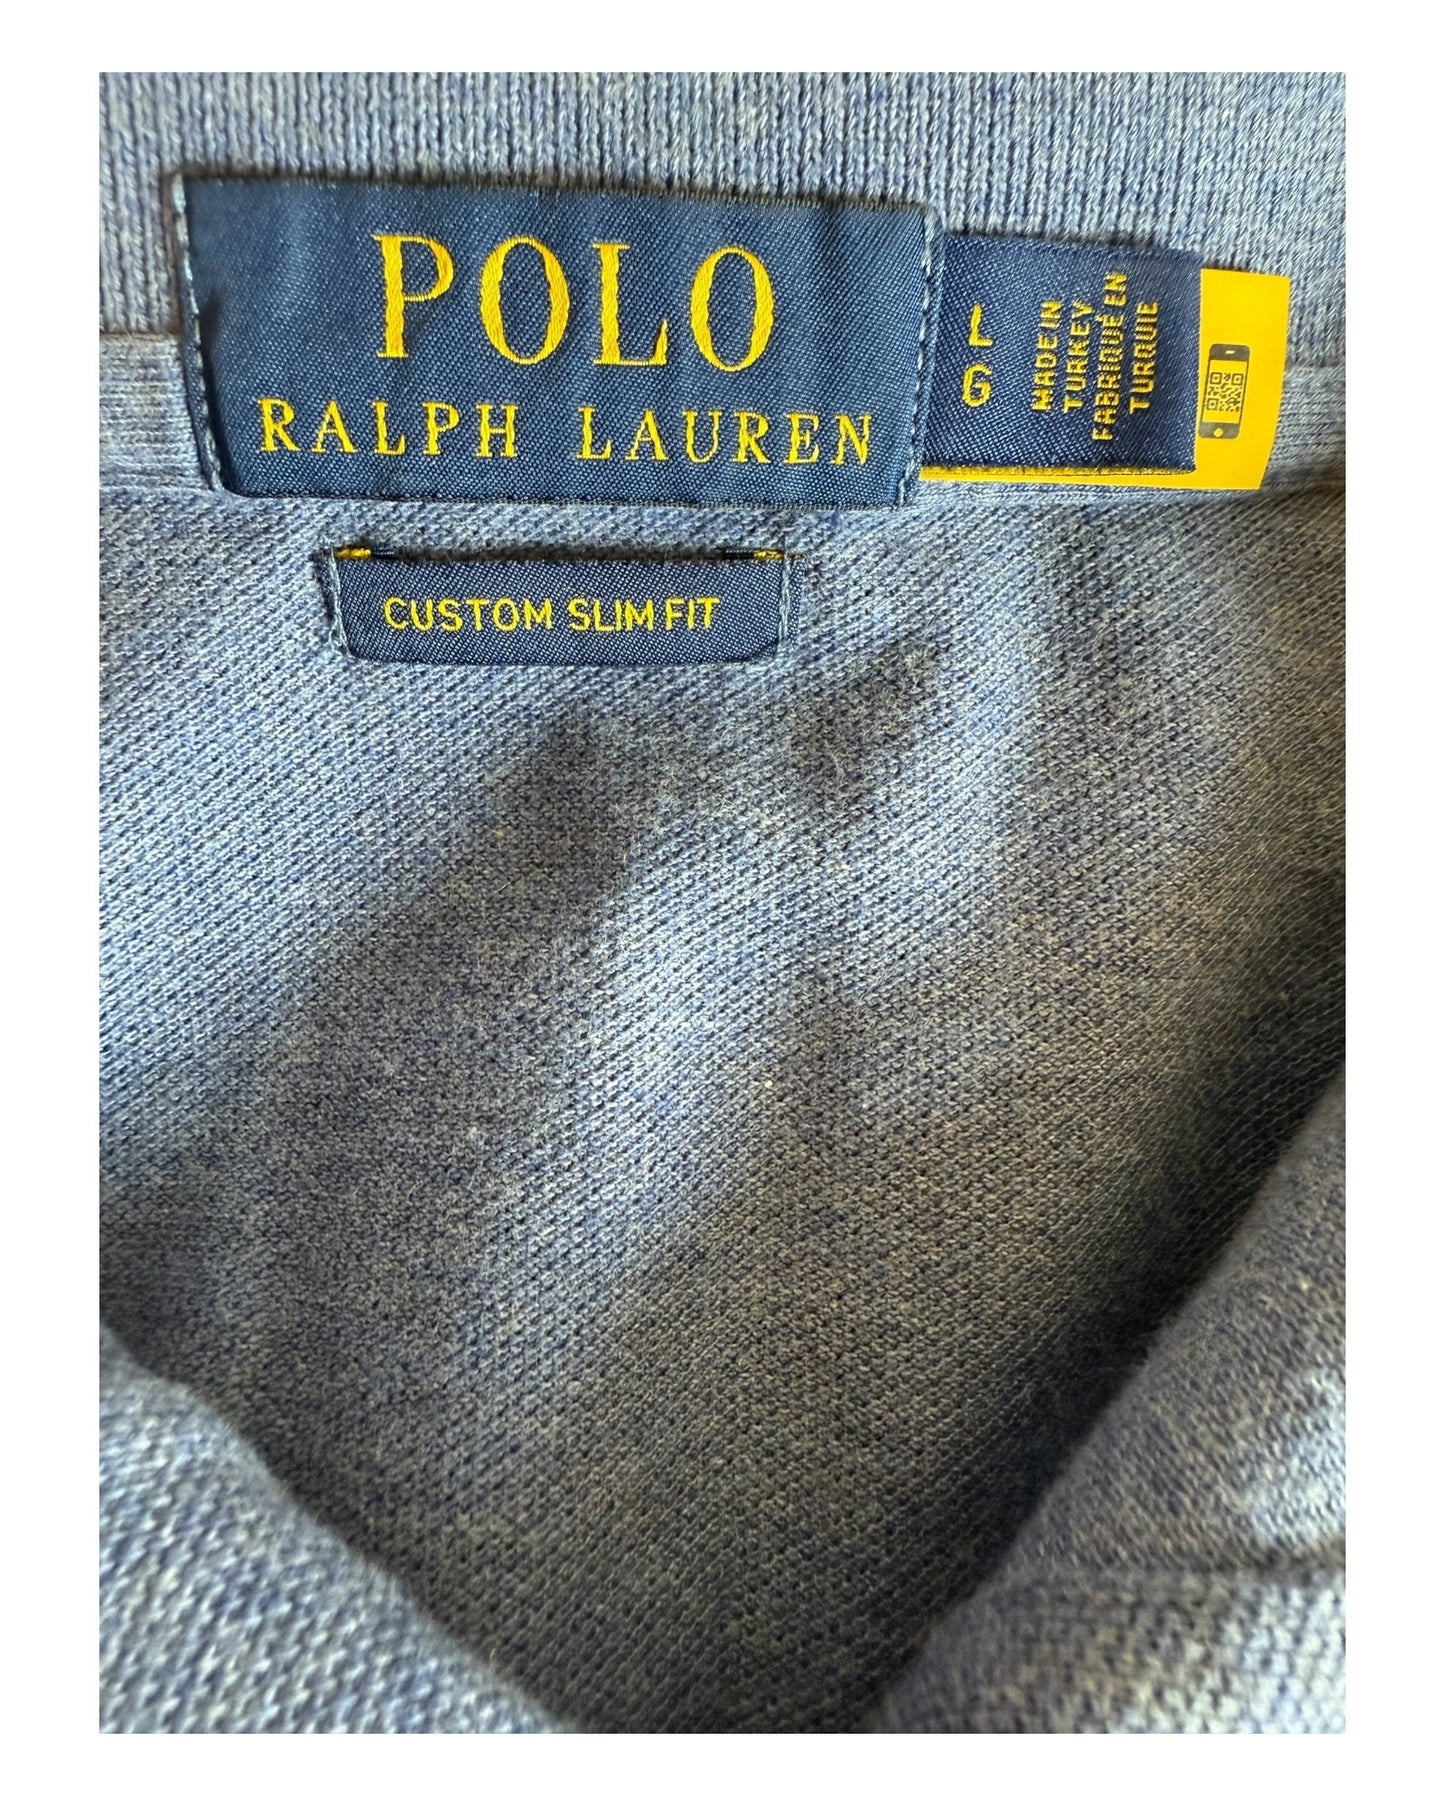 POLO
RALPH LAUREN
L
G
MADE IN
TURKEY
FABRIQUÉ EN
TURQUIE
CUSTOM SLIM FIT